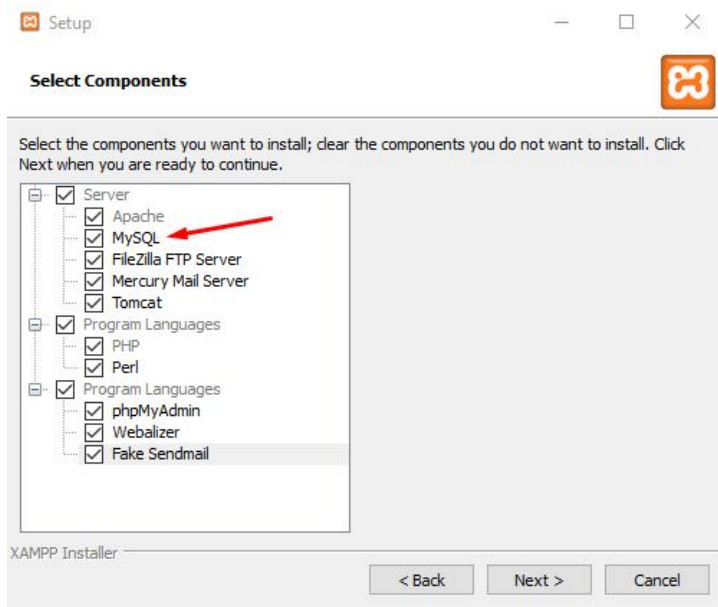 Setup
Select Components
Select the components you want to install; clear the components you do not want to install. Click
Next when you are ready to continue.
Server
Apache
MySQL
FileZilla FTP Server
Mercury Mail Server
Tomcat
Program Languages
PHP
Perl
Program Languages
phpMyAdmin
Webalizer
Fake Sendmail
XAMPP Installer
< Back Next > Cancel